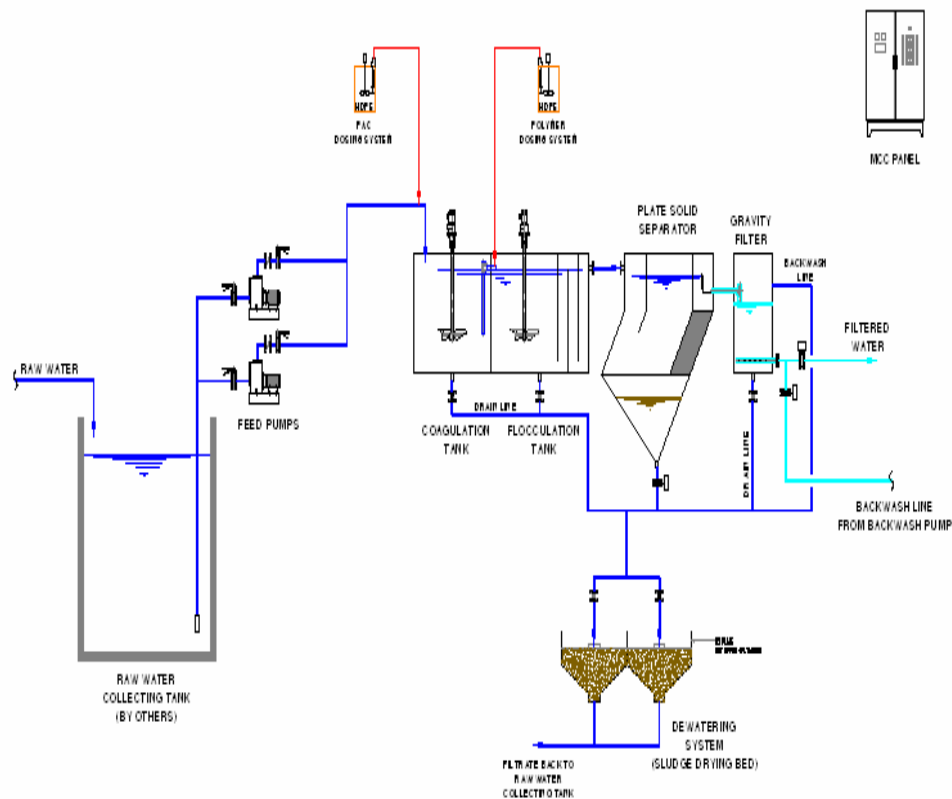 HDPE
PAC
DOSING SYSTEM
HDPE
POLYMER
DOSING SYSTEM
MCC PANEL
PLATE SOLID
SEPARATOR
GRAVITY
FILTER
BACKWASH
LINE
FILTERED
WATER
RAW WATER
FEED PUMPS
DRAIN LINE
COAGULATION
TANK
FLOCCULATION
TANK
DRAIN LINE
BACKWASH LINE
FROM BACKWASH PUMP
RAW WATER
COLLECTING TANK
(BY OTHERS)
DEWATERING
SYSTEM
(SLUDGE DRYING BED)
FILTRATE BACK TO
RAW WATER
COLLECTING TANK